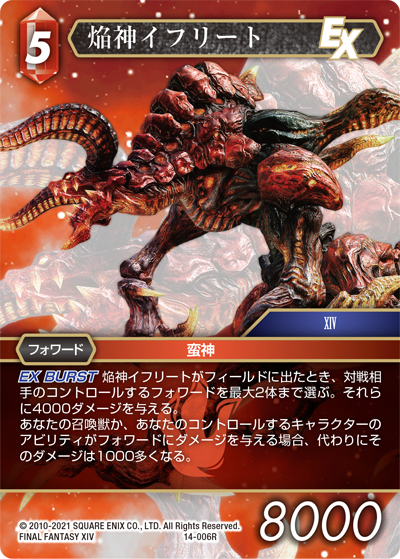 5
焔神イフリート
EX
XIV
フォワード
蛮神
EX BURST 焔神イフリートがフィールドに出たとき、対戦相
手のコントロールするフォワードを最大2体まで選ぶ。それら
に4000ダメージを与える。
あなたの召喚獣か、あなたのコントロールするキャラクターの
アビリティがフォワードにダメージを与える場合、代わりにそ
のダメージは1000多くなる。
© 2010-2021 SQUARE ENIX CO., LTD. All Rights Reserved.
FINAL FANTASY XIV
14-006R
8000